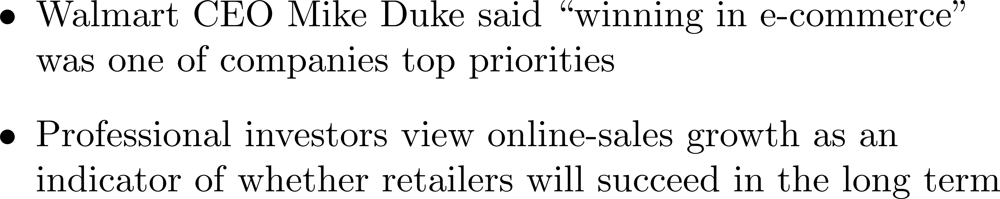 • Walmart CEO Mike Duke said “winning in e-commerce”
was one of companies top priorities
• Professional investors view online-sales growth as an
indicator of whether retailers will succeed in the long term